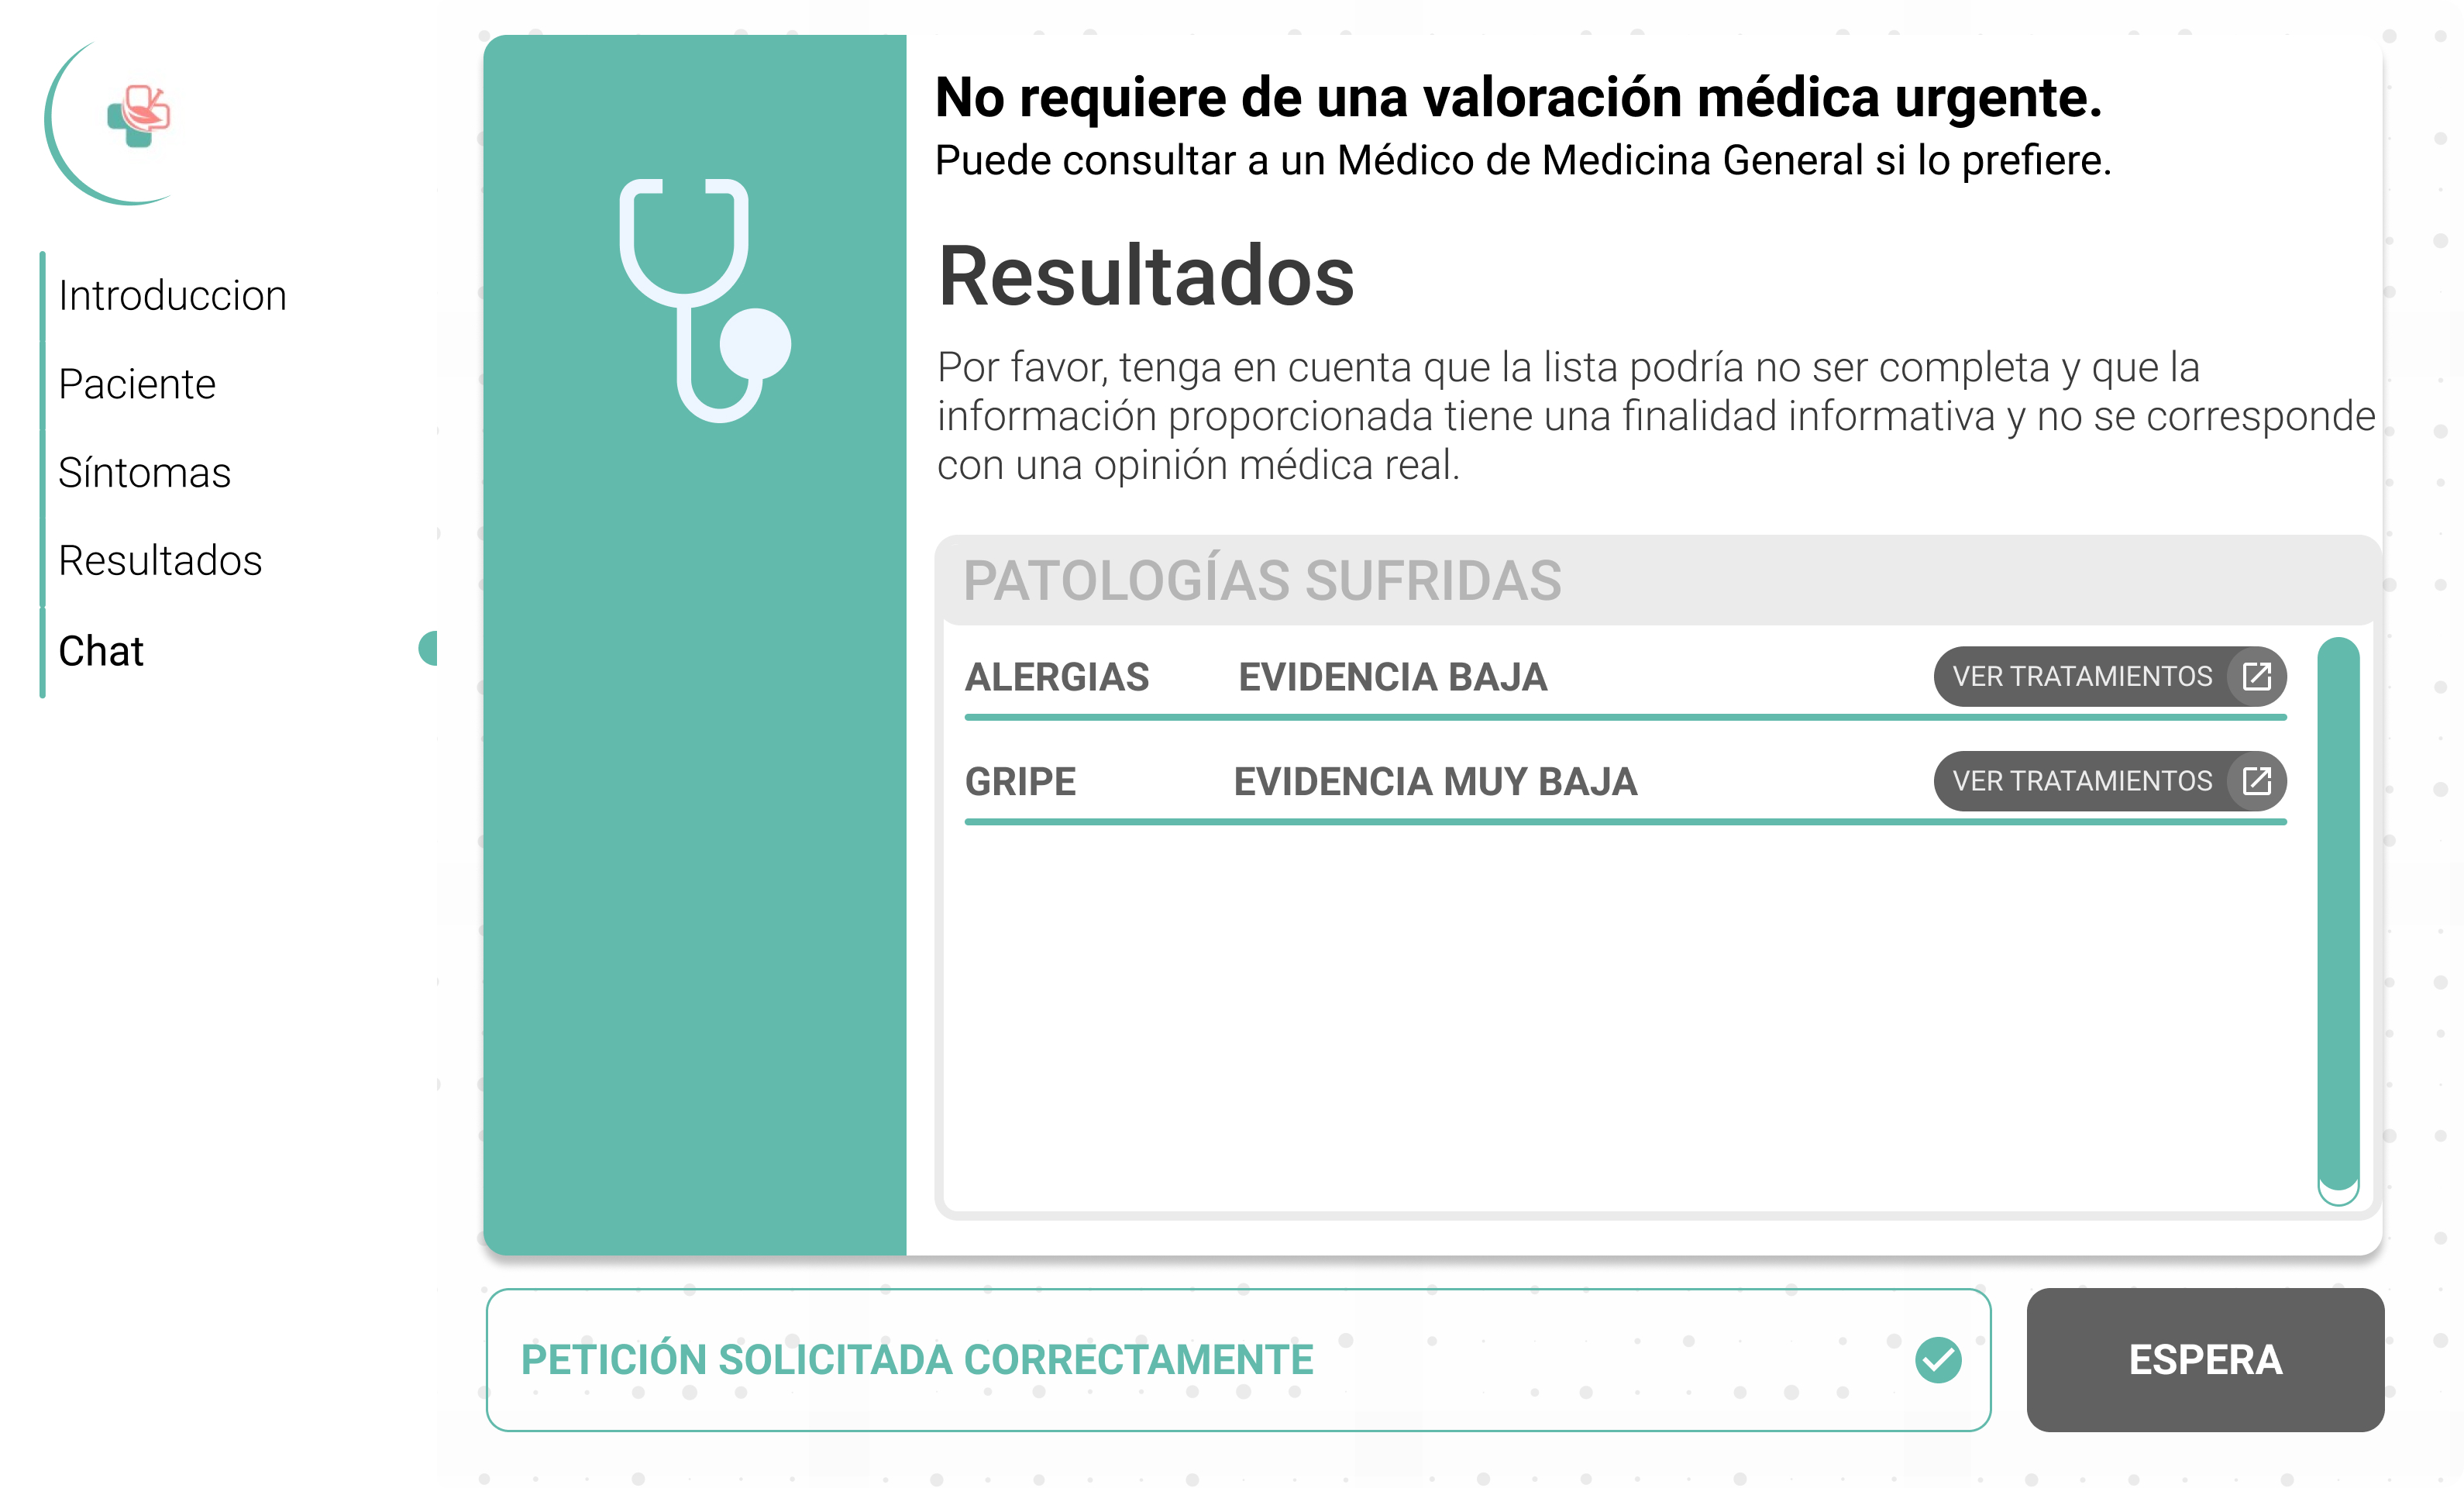 Introduccion
Paciente
Síntomas
Resultados
Chat
No requiere de una valoración médica urgente.
Puede consultar a un Médico de Medicina General si lo prefiere.
Resultados
Por favor, tenga en cuenta que la lista podría no ser completa y que la
información proporcionada tiene una finalidad informativa y no se corresponde
con una opinión médica real.
PATOLOGÍAS SUFRIDAS
ALERGIAS EVIDENCIA BAJA VER TRATAMIENTOS
GRIPE EVIDENCIA MUY BAJA VER TRATAMIENTOS
PETICIÓN SOLICITADA CORRECTAMENTE
ESPERA